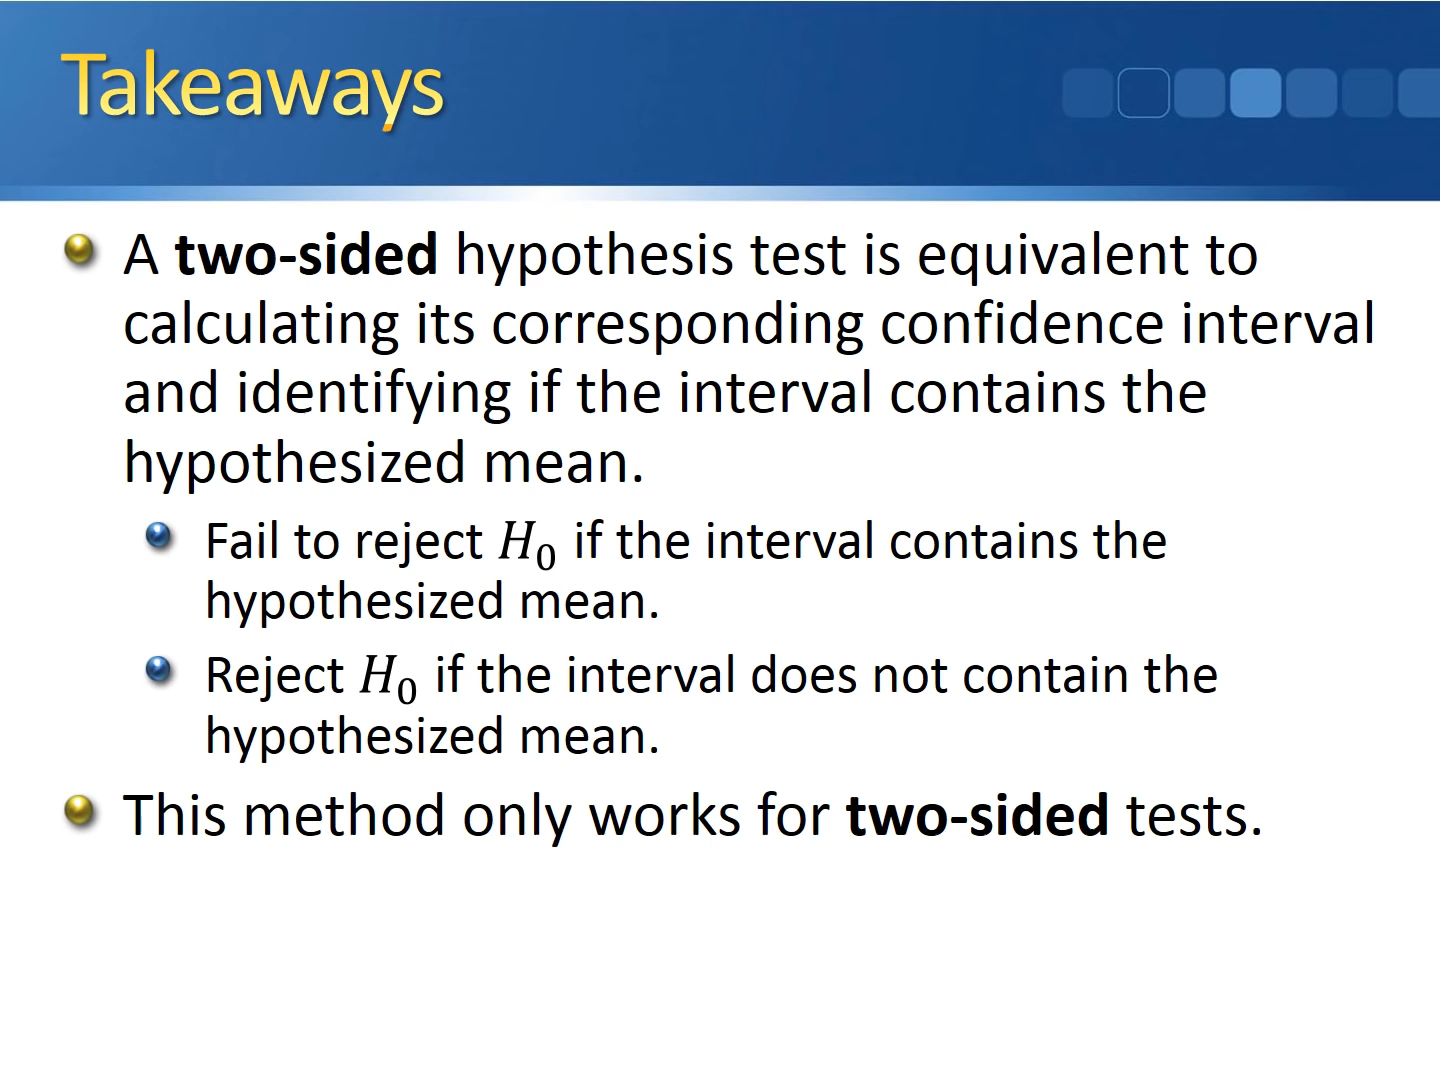 Takeaways
A two-sided hypothesis test is equivalent to
calculating its corresponding confidence interval
and identifying if the interval contains the
hypothesized mean.
Fail to reject H₀ if the interval contains the
hypothesized mean.
Reject H₀ if the interval does not contain the
hypothesized mean.
This method only works for two-sided tests.